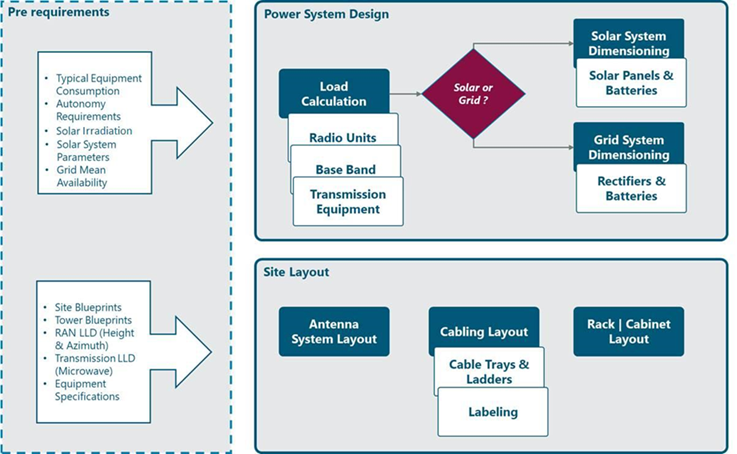 Pre requirements
• Typical Equipment
Consumption
• Autonomy
Requirements
• Solar Irradiation
• Solar System
Parameters
• Grid Mean
Availability
• Site Blueprints
• Tower Blueprints
• RAN LLD (Height
& Azimuth)
• Transmission LLD
(Microwave)
• Equipment
Specifications
Power System Design
Load
Calculation
Radio Units
Base Band
Transmission
Equipment
Solar or
Grid ?
Solar System
Dimensioning
Solar Panels &
Batteries
Grid System
Dimensioning
Rectifiers &
Batteries
Site Layout
Antenna
System Layout
Cabling Layout
Cable Trays &
Ladders
Labeling
Rack | Cabinet
Layout